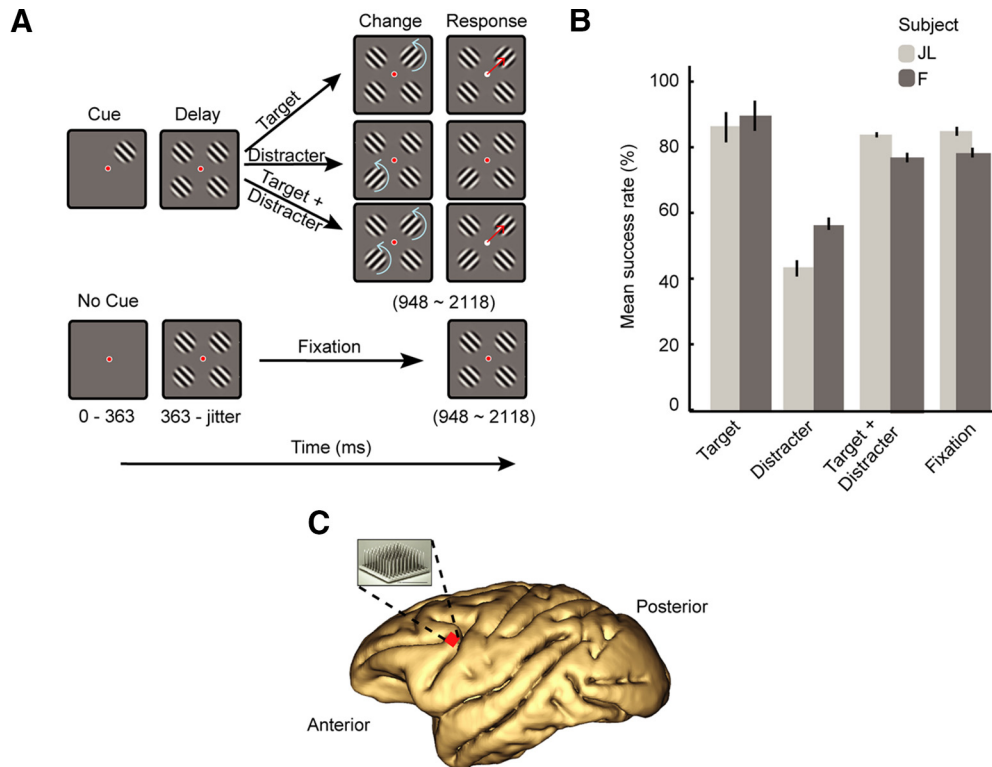 A
Change
Response
Cue
Delay
Target
Distracter
Target +
Distracter
(948 ~ 2118)
No Cue
Fixation
0 - 363
363 - jitter
(948 ~ 2118)
Time (ms)
B
Subject
JL
F
Mean success rate (%)
100
80
60
40
20
0
Target
Distracter
Target +
Distracter
Fixation
C
Posterior
Anterior